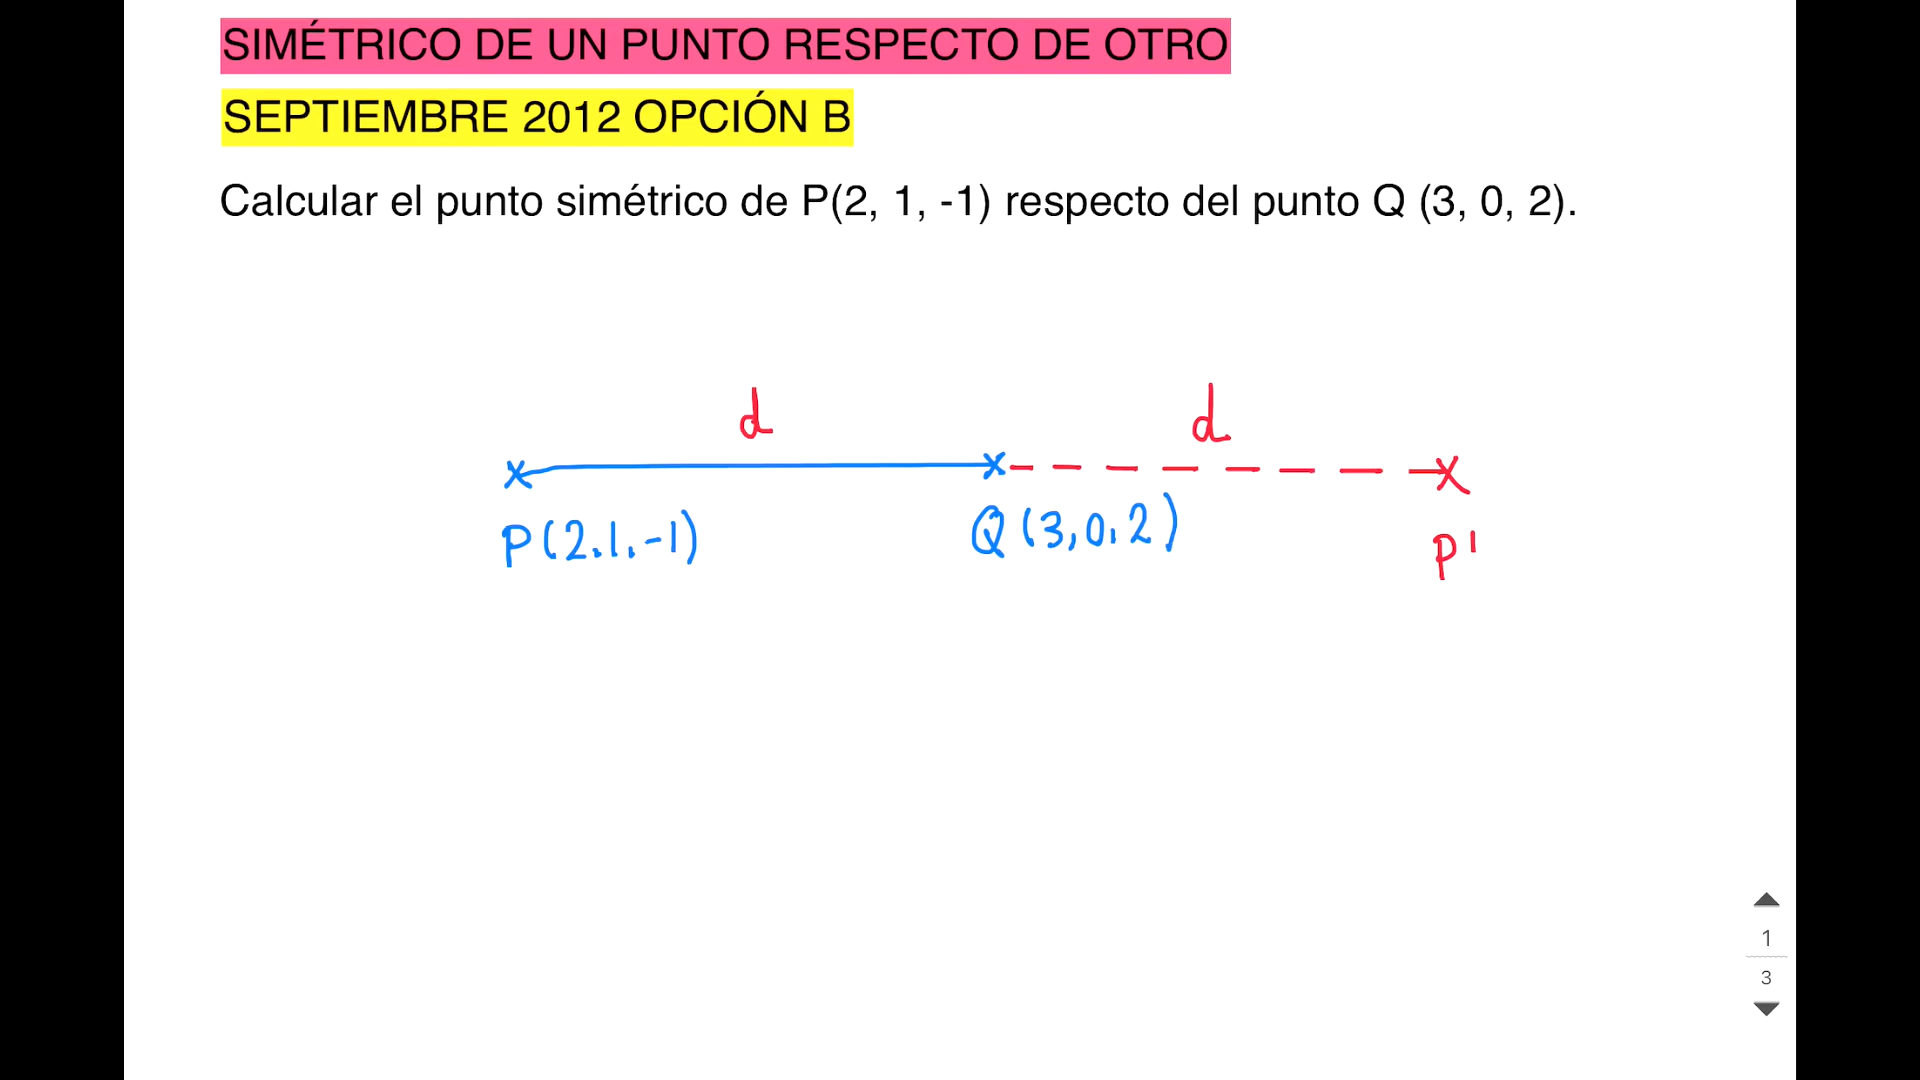 SIMÉTRICO DE UN PUNTO RESPECTO DE OTRO
SEPTIEMBRE 2012 OPCIÓN B
Calcular el punto simétrico de P(2, 1, -1) respecto del punto Q (3, 0, 2).
d d
P(2,1,-1) Q(3,0,2) P'
1
3